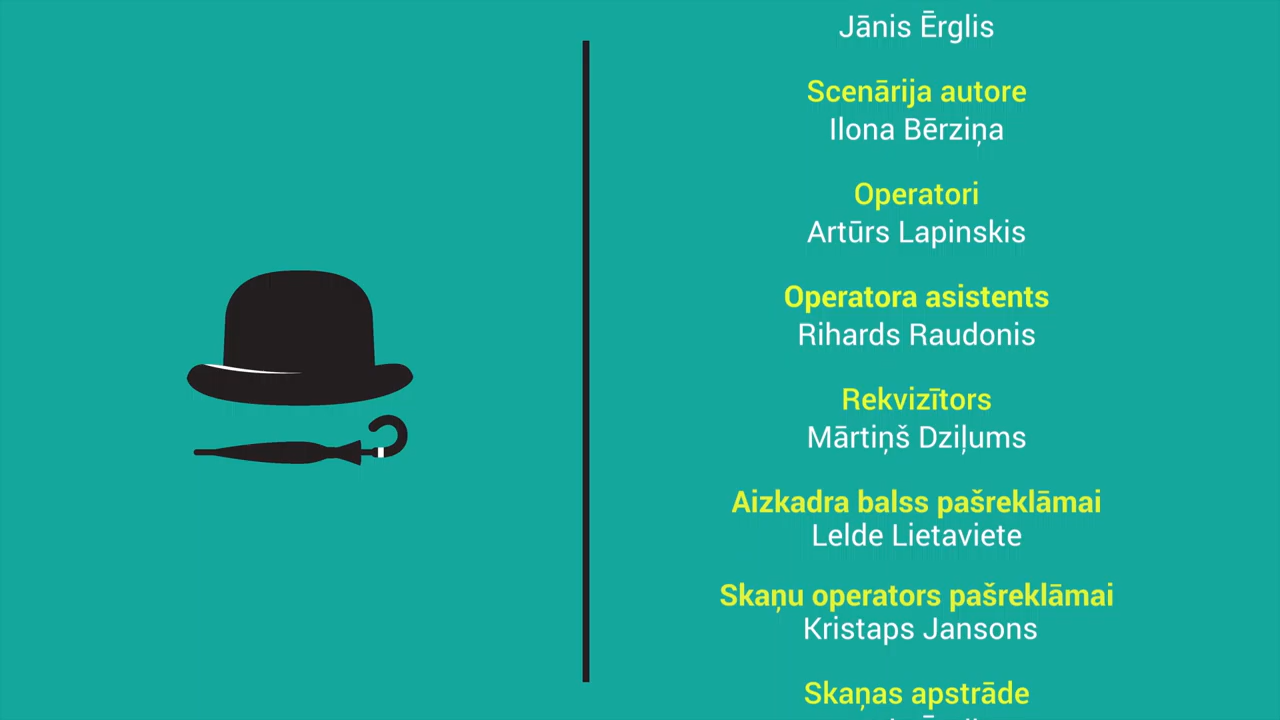 Jānis Ērglis
Scenārija autore
Ilona Bērziņa
Operatori
Artūrs Lapinskis
Operatora asistents
Rihards Raudonis
Rekvizītors
Mārtiņš Dziļums
Aizkadra balss pašreklāmai
Lelde Lietaviete
Skaņu operators pašreklāmai
Kristaps Jansons
Skaņas apstrāde